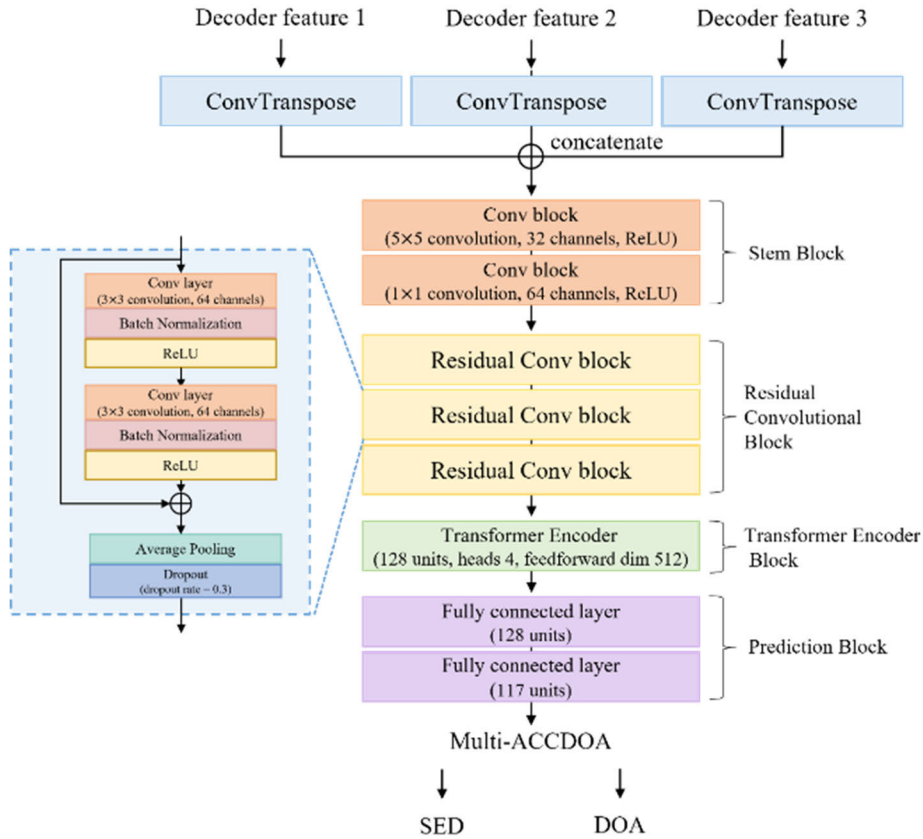 Decoder feature 1
Decoder feature 2
Decoder feature 3
ConvTranspose
ConvTranspose
ConvTranspose
concatenate
Conv block
(5×5 convolution, 32 channels, ReLU)
Conv block
(1×1 convolution, 64 channels, ReLU)
Stem Block
Conv layer
(3×3 convolution, 64 channels)
Batch Normalization
ReLU
Conv layer
(3×3 convolution, 64 channels)
Batch Normalization
ReLU
Average Pooling
Dropout
(dropout rate = 0.3)
Residual Conv block
Residual Conv block
Residual Conv block
Residual
Convolutional
Block
Transformer Encoder
(128 units, heads 4, feedforward dim 512)
Transformer Encoder
Block
Fully connected layer
(128 units)
Fully connected layer
(117 units)
Prediction Block
Multi-ACCDOA
SED
DOA